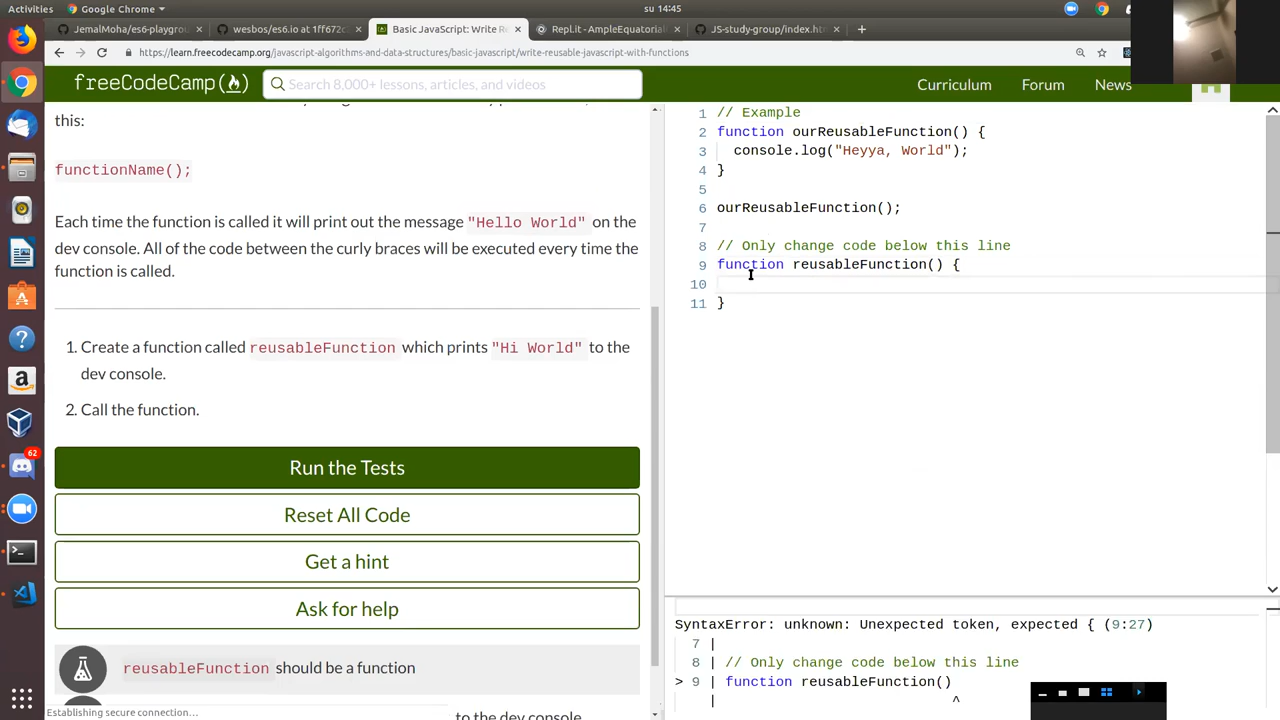 Activities
Google Chrome
su 14:45
JemalMoha/es6-playgrou
wesbos/es6.io at 1ff672c
Basic JavaScript: Write Re
Repl.it - AmpleEquatorial
JS-study-group/index.htm
https://learn.freecodecamp.org/javascript-algorithms-and-data-structures/basic-javascript/write-reusable-javascript-with-functions
freeCodeCamp
Search 8,000+ lessons, articles, and videos
Curriculum
Forum
News
this:
functionName();
Each time the function is called it will print out the message "Hello World" on the
dev console. All of the code between the curly braces will be executed every time the
function is called.
1. Create a function called reusableFunction which prints "Hi World" to the
dev console.
2. Call the function.
Run the Tests
Reset All Code
Get a hint
Ask for help
reusableFunction should be a function
to the dev console
Establishing secure connection...
62
1 // Example
2 function ourReusableFunction() {
3 console.log("Heyya, World");
4 }
5
6 ourReusableFunction();
7
8 // Only change code below this line
9 function reusableFunction() {
10
11 }
SyntaxError: unknown: Unexpected token, expected { (9:27)
7 |
8 | // Only change code below this line
> 9 | function reusableFunction()
| ^